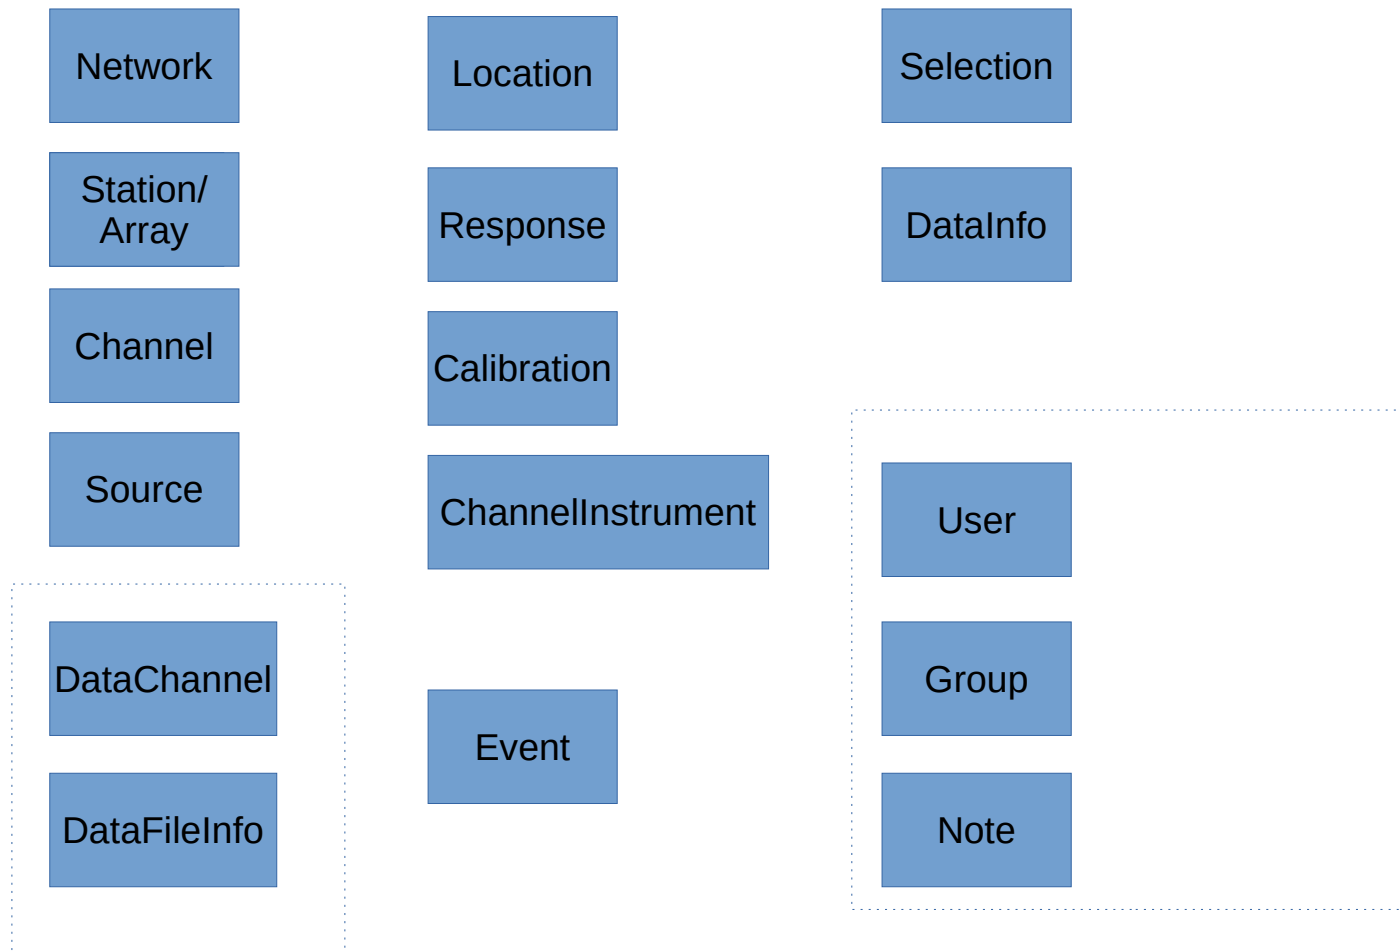 Network
Station/
Array
Channel
Source
DataChannel
DataFileInfo
Location
Response
Calibration
ChannelInstrument
Event
Selection
DataInfo
User
Group
Note